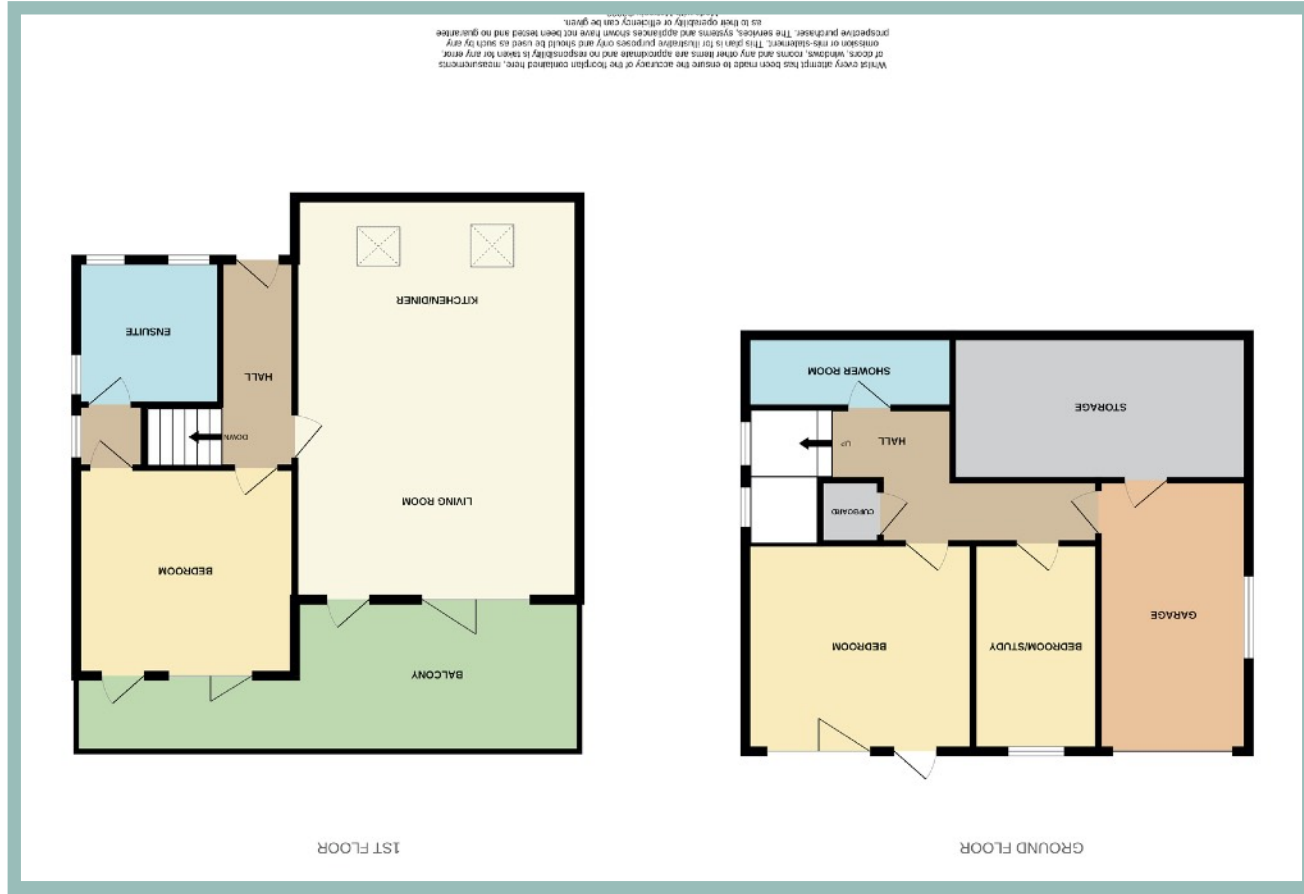 GROUND FLOOR
1ST FLOOR
GARAGE
BEDROOM/STUDY
BEDROOM
CUPBOARD
HALL
UP
STORAGE
SHOWER ROOM
BALCONY
BEDROOM
LIVING ROOM
DOWN
HALL
ENSUITE
KITCHEN/DINER
Whilst every attempt has been made to ensure the accuracy of the floorplan contained here, measurements
of doors, windows, rooms and any other items are approximate and no responsibility is taken for any error,
omission or mis-statement. This plan is for illustrative purposes only and should be used as such by any
prospective purchaser. The services, systems and appliances shown have not been tested and no guarantee
as to their operability or efficiency can be given.